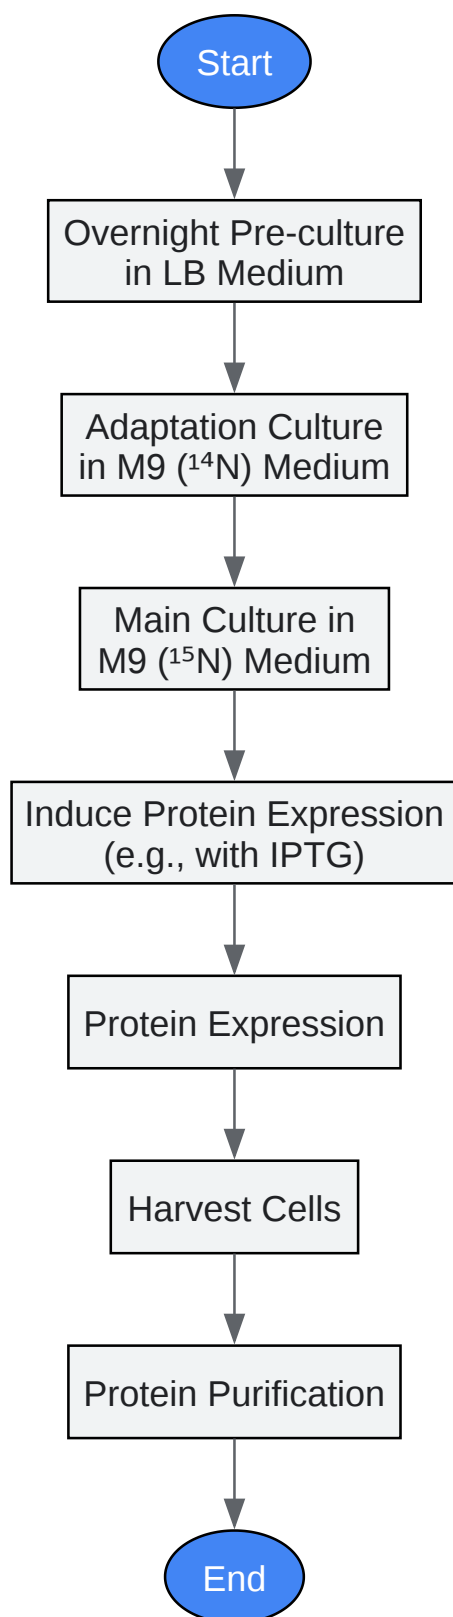 Start
Overnight Pre-culture
in LB Medium
Adaptation Culture
in M9 (¹⁴N) Medium
Main Culture in
M9 (¹⁵N) Medium
Induce Protein Expression
(e.g., with IPTG)
Protein Expression
Harvest Cells
Protein Purification
End